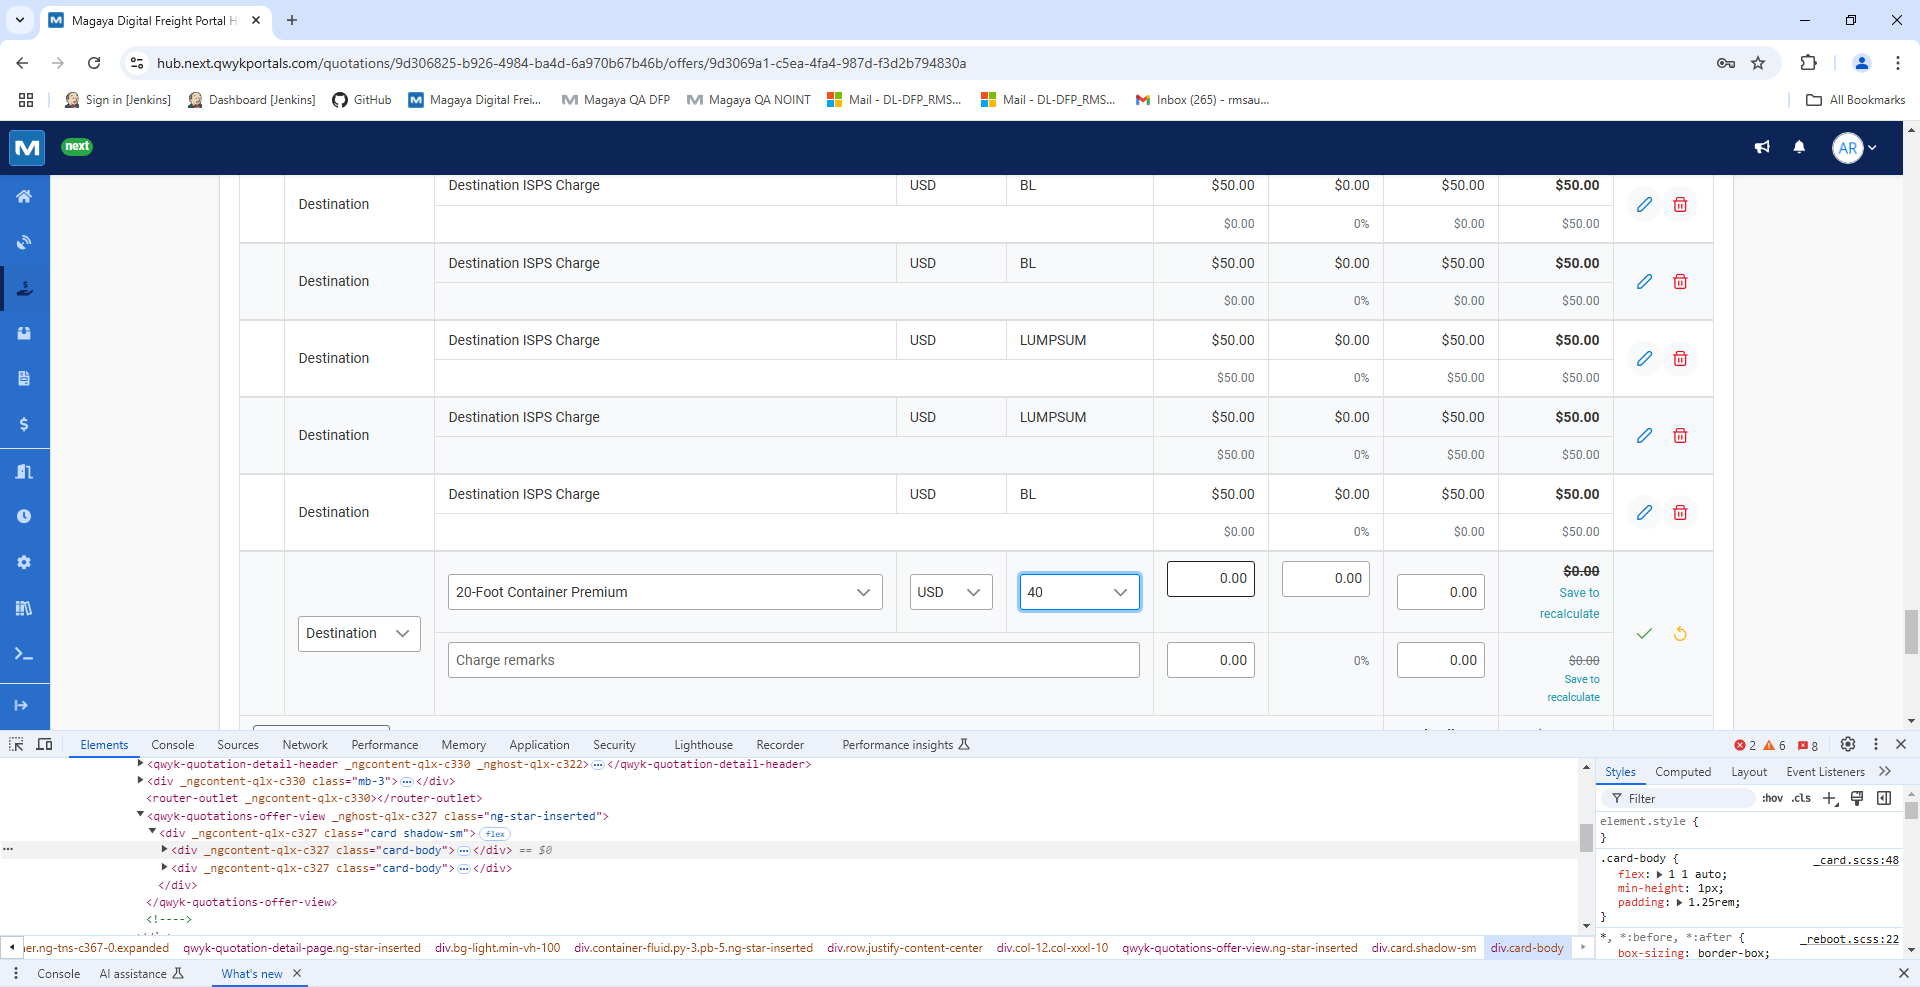 Magaya Digital Freight Portal H
hub.next.qwykportals.com/quotations/9d306825-b926-4984-ba4d-6a970b67b46b/offers/9d3069a1-c5ea-4fa4-987d-f3d2b794830a
Sign in [Jenkins] Dashboard [Jenkins] GitHub Magaya Digital Frei... Magaya QA DFP Magaya QA NOINT Mail - DL-DFP_RMS... Mail - DL-DFP_RMS... Inbox (265) - rmsau... All Bookmarks
next AR
Destination ISPS Charge USD BL $50.00 $0.00 $50.00 $50.00
Destination
$0.00 0% $0.00 $50.00
Destination ISPS Charge USD BL $50.00 $0.00 $50.00 $50.00
Destination
$0.00 0% $0.00 $50.00
Destination ISPS Charge USD LUMPSUM $50.00 $0.00 $50.00 $50.00
Destination
$50.00 0% $50.00 $50.00
Destination ISPS Charge USD LUMPSUM $50.00 $0.00 $50.00 $50.00
Destination
$50.00 0% $50.00 $50.00
Destination ISPS Charge USD BL $50.00 $0.00 $50.00 $50.00
Destination
$0.00 0% $0.00 $50.00
20-Foot Container Premium USD 40 0.00 0.00 0.00 $0.00
Save to
recalculate
Destination
Charge remarks 0.00 0% 0.00 $0.00
Save to
recalculate
Elements Console Sources Network Performance Memory Application Security Lighthouse Recorder Performance insights 2 6 8
<qwyk-quotation-detail-header _ngcontent-qlx-c330 _nghost-qlx-c322>…</qwyk-quotation-detail-header>
<div _ngcontent-qlx-c330 class="mb-3">…</div>
<router-outlet _ngcontent-qlx-c330></router-outlet>
<qwyk-quotations-offer-view _nghost-qlx-c327 class="ng-star-inserted">
<div _ngcontent-qlx-c327 class="card shadow-sm"> flex
… <div _ngcontent-qlx-c327 class="card-body">…</div> == $0
<div _ngcontent-qlx-c327 class="card-body">…</div>
</div>
</qwyk-quotations-offer-view>
<!---->
Styles Computed Layout Event Listeners
Filter :hov .cls
element.style {
}
.card-body { _card.scss:48
flex: 1 1 auto;
min-height: 1px;
padding: 1.25rem;
}
*, *:before, *:after { _reboot.scss:22
box-sizing: border-box;
ner.ng-tns-c367-0.expanded qwyk-quotation-detail-page.ng-star-inserted div.bg-light.min-vh-100 div.container-fluid.py-3.pb-5.ng-star-inserted div.row.justify-content-center div.col-12.col-xxxl-10 qwyk-quotations-offer-view.ng-star-inserted div.card.shadow-sm div.card-body
Console AI assistance What's new